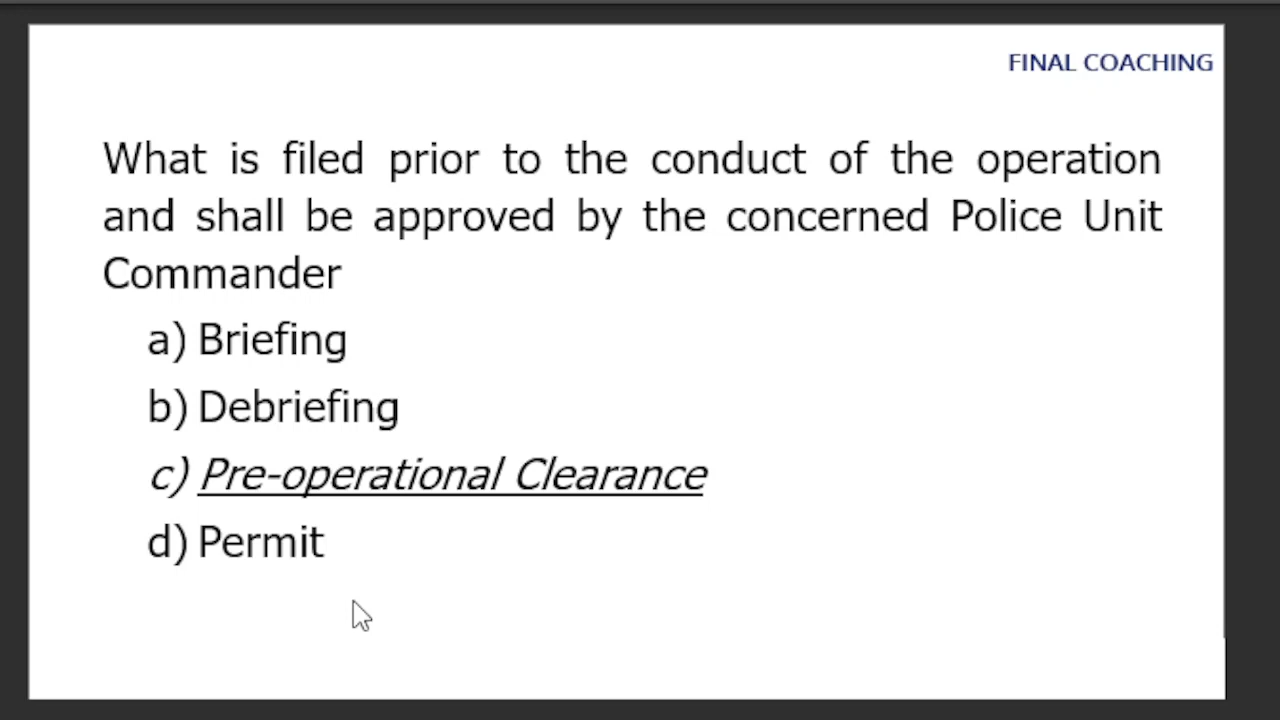 FINAL COACHING
What is filed prior to the conduct of the operation
and shall be approved by the concerned Police Unit
Commander
a) Briefing
b) Debriefing
c) Pre-operational Clearance
d) Permit